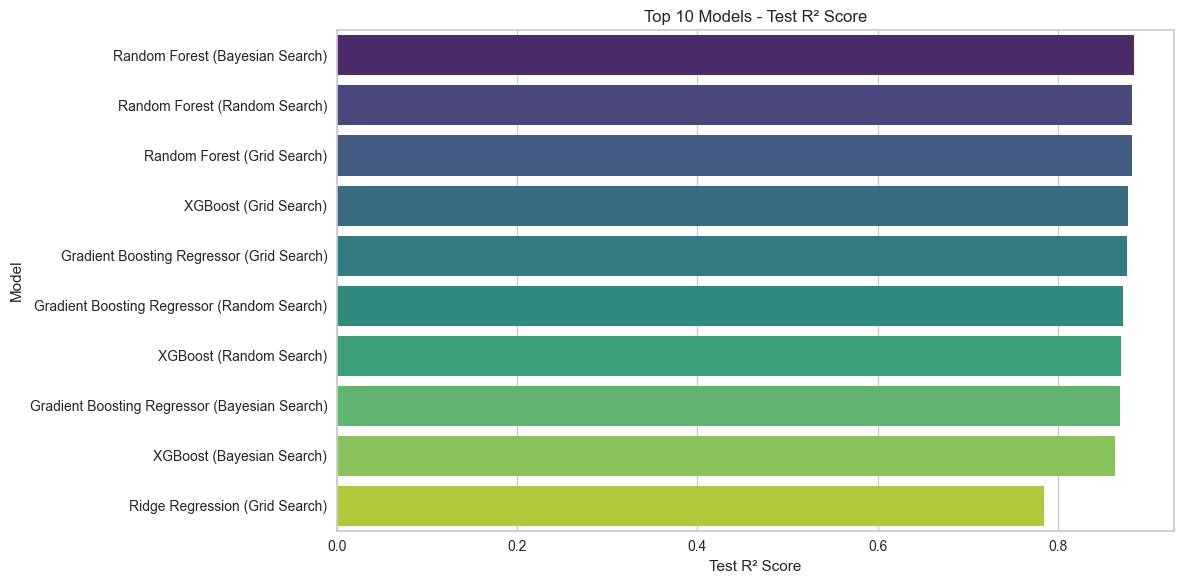 Top 10 Models - Test R² Score
Model
Random Forest (Bayesian Search)
Random Forest (Random Search)
Random Forest (Grid Search)
XGBoost (Grid Search)
Gradient Boosting Regressor (Grid Search)
Gradient Boosting Regressor (Random Search)
XGBoost (Random Search)
Gradient Boosting Regressor (Bayesian Search)
XGBoost (Bayesian Search)
Ridge Regression (Grid Search)
0.0 0.2 0.4 0.6 0.8
Test R² Score